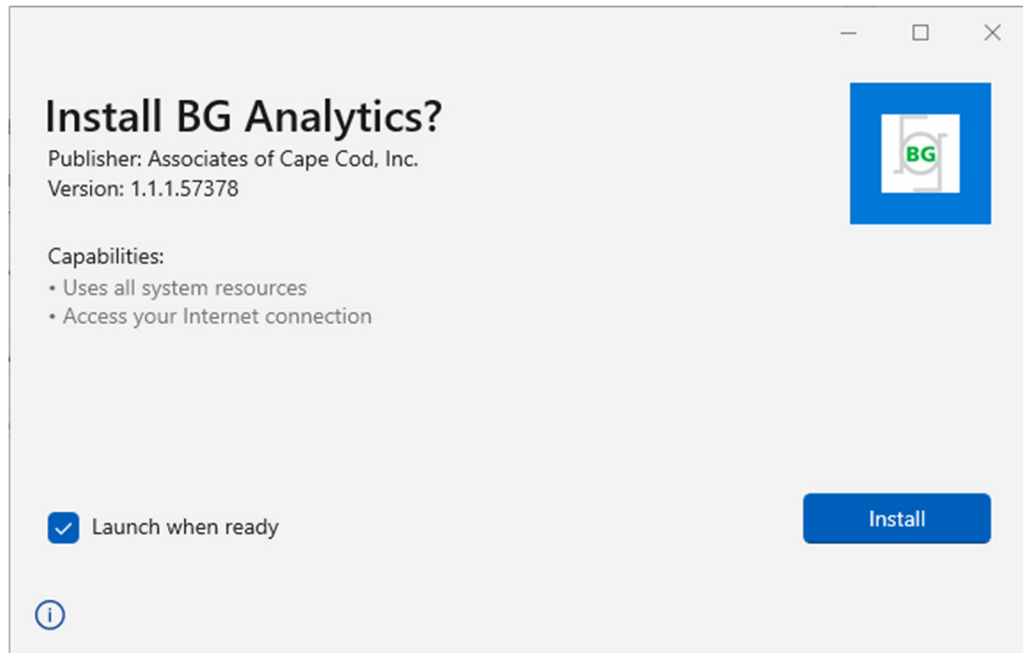 Install BG Analytics?
BG
Publisher: Associates of Cape Cod, Inc.
Version: 1.1.1.57378
Capabilities:
• Uses all system resources
• Access your Internet connection
Launch when ready
Install